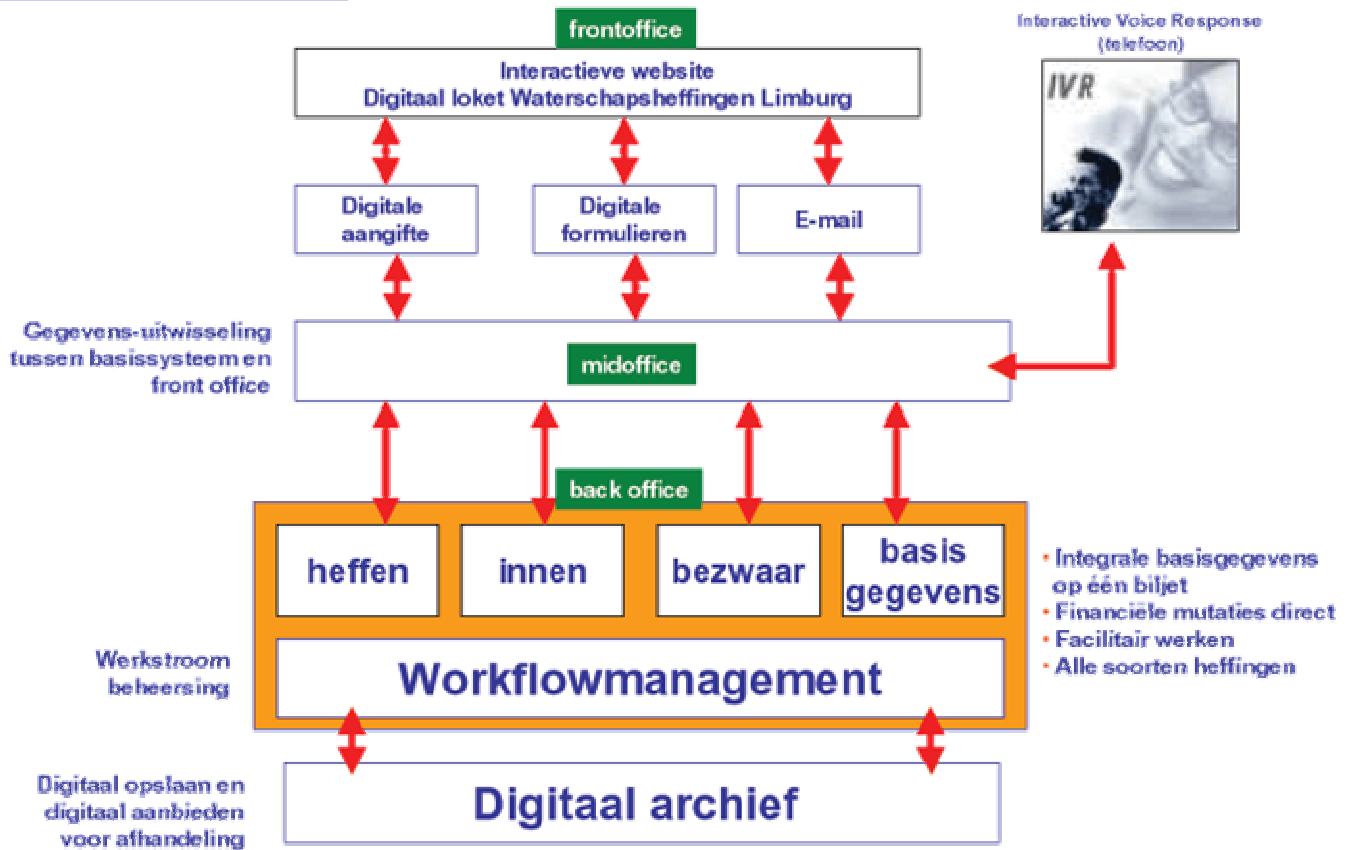 frontoffice
Interactieve website
Digitaal loket Waterschapsheffingen Limburg
Interactive Voice Response
(telefoon)
IVR
Digitale
aangifte
Digitale
formulieren
E-mail
Gegevens-uitwisseling
tussen basissysteem en
front office
midoffice
back office
heffen
innen
bezwaar
basis
gegevens
• Integrale basisgegevens
op één biljet
• Financiële mutaties direct
• Facilitair werken
• Alle soorten heffingen
Werkstroom
beheersing
Workflowmanagement
Digitaal opslaan en
digitaal aanbieden
voor afhandeling
Digitaal archief